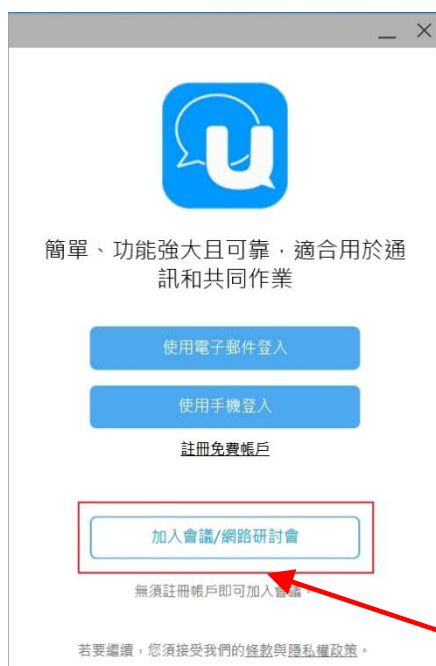 U
簡單、功能強大且可靠，適合用於通
訊和共同作業
使用電子郵件登入
使用手機登入
註冊免費帳戶
加入會議/網路研討會
無須註冊帳戶即可加入會議。
若要繼續，您須接受我們的條款與隱私權政策。